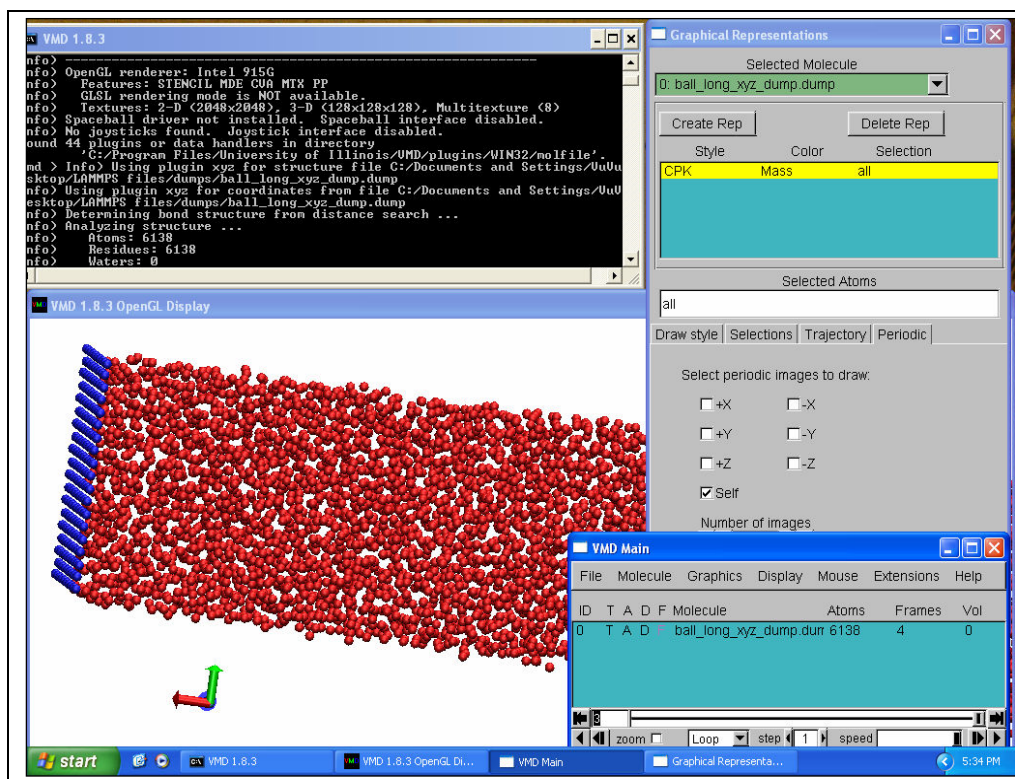 VMD 1.8.3
nfo) ----------------------------------------------------------
nfo) OpenGL renderer: Intel 915G
nfo) Features: STENCIL MDE CVA MTX PP
nfo) GLSL rendering mode is NOT available.
nfo) Textures: 2-D (2048x2048), 3-D (128x128x128), Multitexture (8)
nfo) Spaceball driver not installed. Spaceball interface disabled.
nfo) No joysticks found. Joystick interface disabled.
ound 44 plugins or data handlers in directory
'C:/Program Files/University of Illinois/VMD/plugins/WIN32/molfile'.
md > Info) Using plugin xyz for structure file C:/Documents and Settings/VuVu
sktop/LAMMPS files/dumps/ball_long_xyz_dump.dump
nfo) Using plugin xyz for coordinates from file C:/Documents and Settings/VuV
esktop/LAMMPS files/dumps/ball_long_xyz_dump.dump
nfo) Determining bond structure from distance search ...
nfo) Analyzing structure ...
nfo) Atoms: 6138
nfo) Residues: 6138
nfo) Waters: 0
Graphical Representations
Selected Molecule
0: ball_long_xyz_dump.dump
Create Rep Delete Rep
Style Color Selection
CPK Mass all
Selected Atoms
all
Draw style Selections Trajectory Periodic
Select periodic images to draw:
+X -X
+Y -Y
+Z -Z
Self
Number of images
VMD 1.8.3 OpenGL Display
VMD Main
File Molecule Graphics Display Mouse Extensions Help
ID T A D F Molecule Atoms Frames Vol
0 T A D F ball_long_xyz_dump.dum 6138 4 0
3
zoom Loop step 1 speed
start VMD 1.8.3 VMD 1.8.3 OpenGL Di... VMD Main Graphical Representa... 5:34 PM